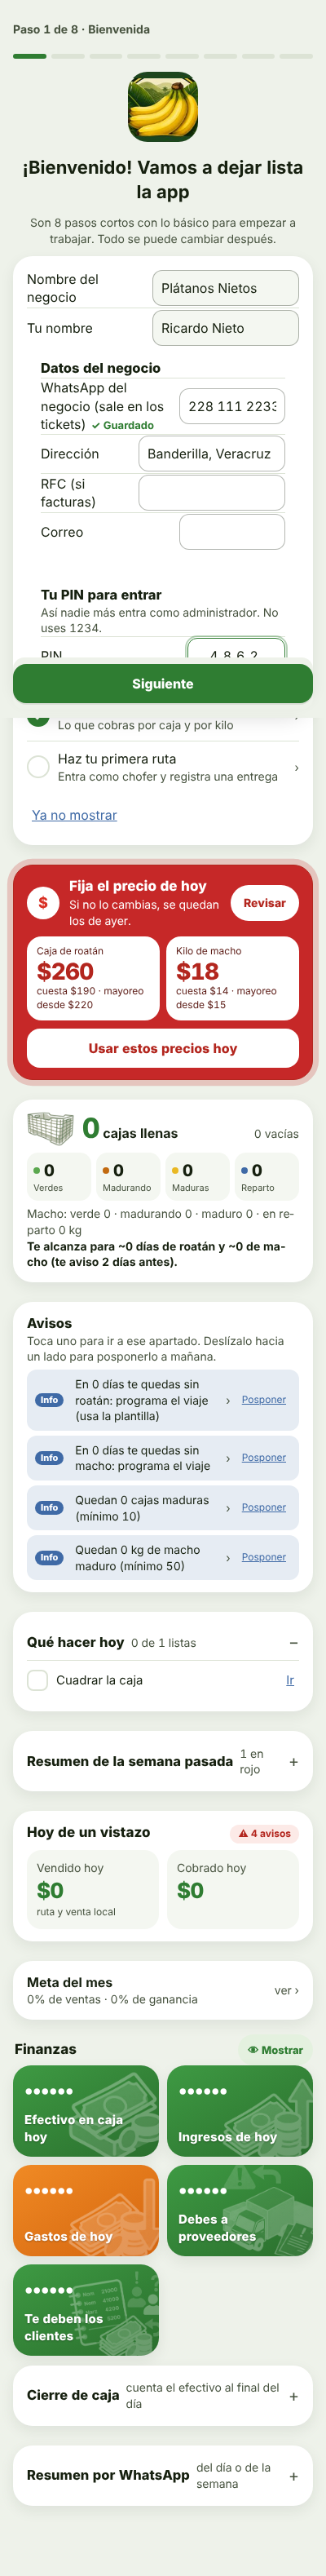 Paso 1 de 8 · Bienvenida
¡Bienvenido! Vamos a dejar lista
la app
Son 8 pasos cortos con lo básico para empezar a
trabajar. Todo se puede cambiar después.
Nombre del
negocio
Plátanos Nietos
Tu nombre
Ricardo Nieto
Datos del negocio
WhatsApp del
negocio (sale en los
tickets) ✓ Guardado
228 111 2233
Dirección
Banderilla, Veracruz
RFC (si
facturas)
Correo
Tu PIN para entrar
Así nadie más entra como administrador. No
uses 1234.
PIN
4862
Siguiente
Lo que cobras por caja y por kilo
Haz tu primera ruta
Entra como chofer y registra una entrega
›
Ya no mostrar
$
Fija el precio de hoy
Si no lo cambias, se quedan
los de ayer.
Revisar
Caja de roatán
$260
cuesta $190 · mayoreo
desde $220
Kilo de macho
$18
cuesta $14 · mayoreo
desde $15
Usar estos precios hoy
0 cajas llenas
0 vacías
0
Verdes
0
Madurando
0
Maduras
0
Reparto
Macho: verde 0 · madurando 0 · maduro 0 · en re-
parto 0 kg
Te alcanza para ~0 días de roatán y ~0 de ma-
cho (te aviso 2 días antes).
Avisos
Toca uno para ir a ese apartado. Deslízalo hacia
un lado para posponerlo a mañana.
Info
En 0 días te quedas sin
roatán: programa el viaje
(usa la plantilla)
›
Posponer
Info
En 0 días te quedas sin
macho: programa el viaje
›
Posponer
Info
Quedan 0 cajas maduras
(mínimo 10)
›
Posponer
Info
Quedan 0 kg de macho
maduro (mínimo 50)
›
Posponer
Qué hacer hoy 0 de 1 listas
−
Cuadrar la caja
Ir
Resumen de la semana pasada
1 en
rojo
+
Hoy de un vistazo
⚠ 4 avisos
Vendido hoy
$0
ruta y venta local
Cobrado hoy
$0
Meta del mes
0% de ventas · 0% de ganancia
ver ›
Finanzas
Mostrar
••••••
Efectivo en caja
hoy
••••••
Ingresos de hoy
••••••
Gastos de hoy
••••••
Debes a
proveedores
••••••
Te deben los
clientes
Cierre de caja
cuenta el efectivo al final del
día
+
Resumen por WhatsApp
del día o de la
semana
+